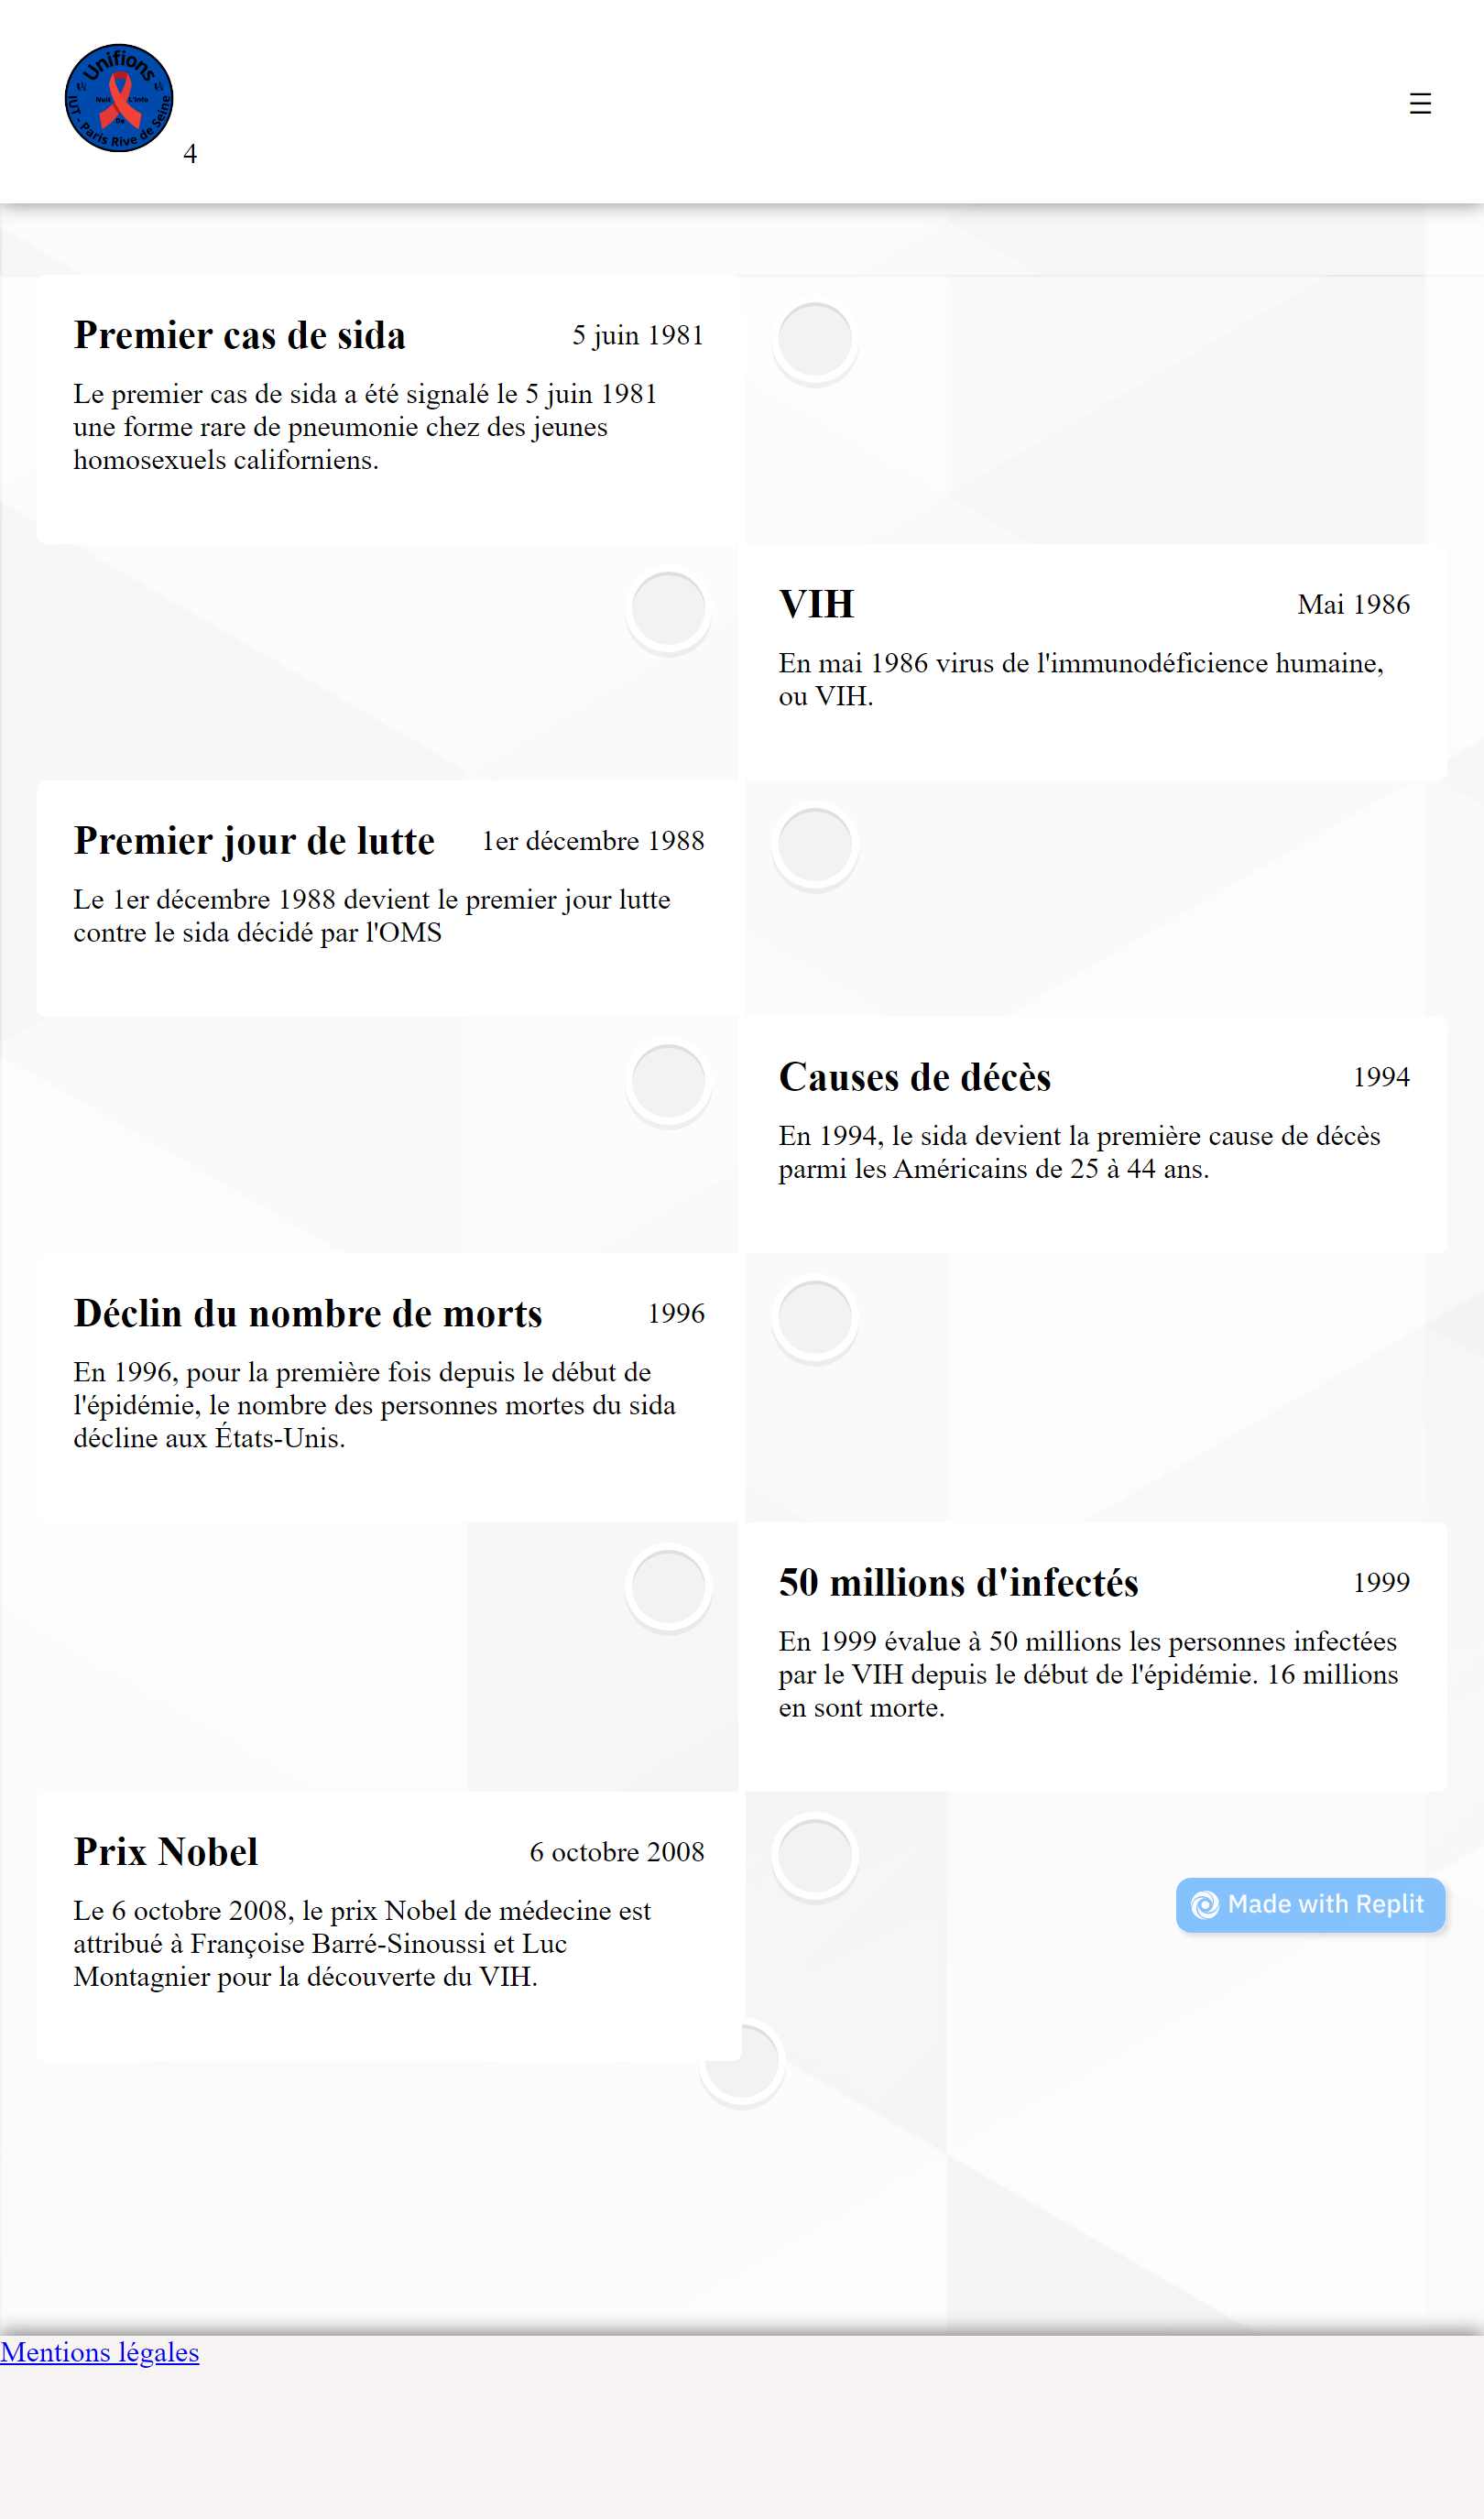 Unifions
Nuit L'info
De
IUT - Paris Rive de Seine
4
☰
Premier cas de sida
5 juin 1981
Le premier cas de sida a été signalé le 5 juin 1981
une forme rare de pneumonie chez des jeunes
homosexuels californiens.
VIH
Mai 1986
En mai 1986 virus de l'immunodéficience humaine,
ou VIH.
Premier jour de lutte
1er décembre 1988
Le 1er décembre 1988 devient le premier jour lutte
contre le sida décidé par l'OMS
Causes de décès
1994
En 1994, le sida devient la première cause de décès
parmi les Américains de 25 à 44 ans.
Déclin du nombre de morts
1996
En 1996, pour la première fois depuis le début de
l'épidémie, le nombre des personnes mortes du sida
décline aux États-Unis.
50 millions d'infectés
1999
En 1999 évalue à 50 millions les personnes infectées
par le VIH depuis le début de l'épidémie. 16 millions
en sont morte.
Prix Nobel
6 octobre 2008
Le 6 octobre 2008, le prix Nobel de médecine est
attribué à Françoise Barré-Sinoussi et Luc
Montagnier pour la découverte du VIH.
Made with Replit
Mentions légales